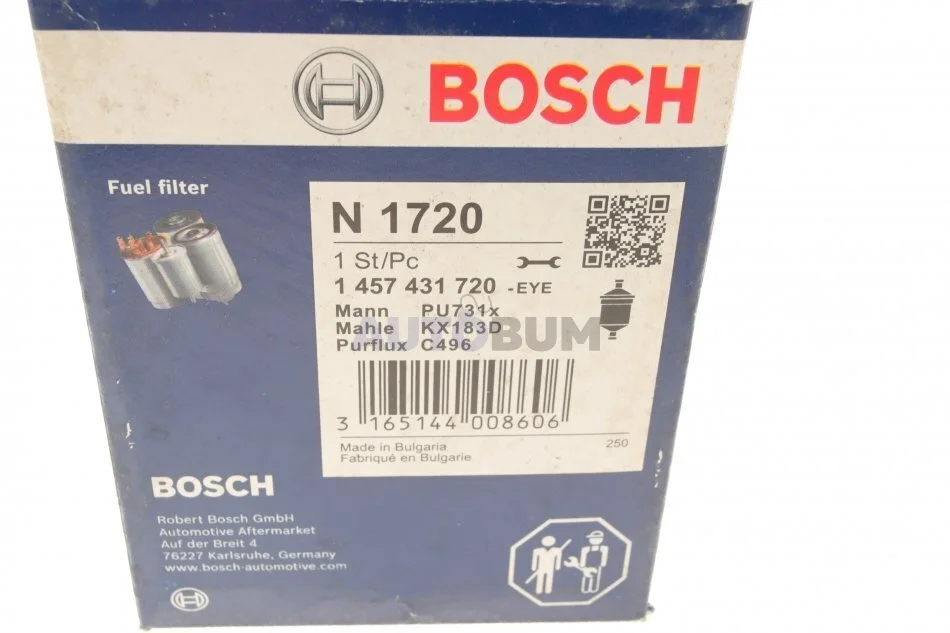 BOSCH
Fuel filter
N 1720
1 St/Pc
1 457 431 720 -EYE
Mann PU731x
Mahle KX183D
Purflux C496
AUTOBUM
3 165144 008606
Made in Bulgaria 250
Fabriqué en Bulgarie
BOSCH
Robert Bosch GmbH
Automotive Aftermarket
Auf der Breit 4
76227 Karlsruhe, Germany
www.bosch-automotive.com